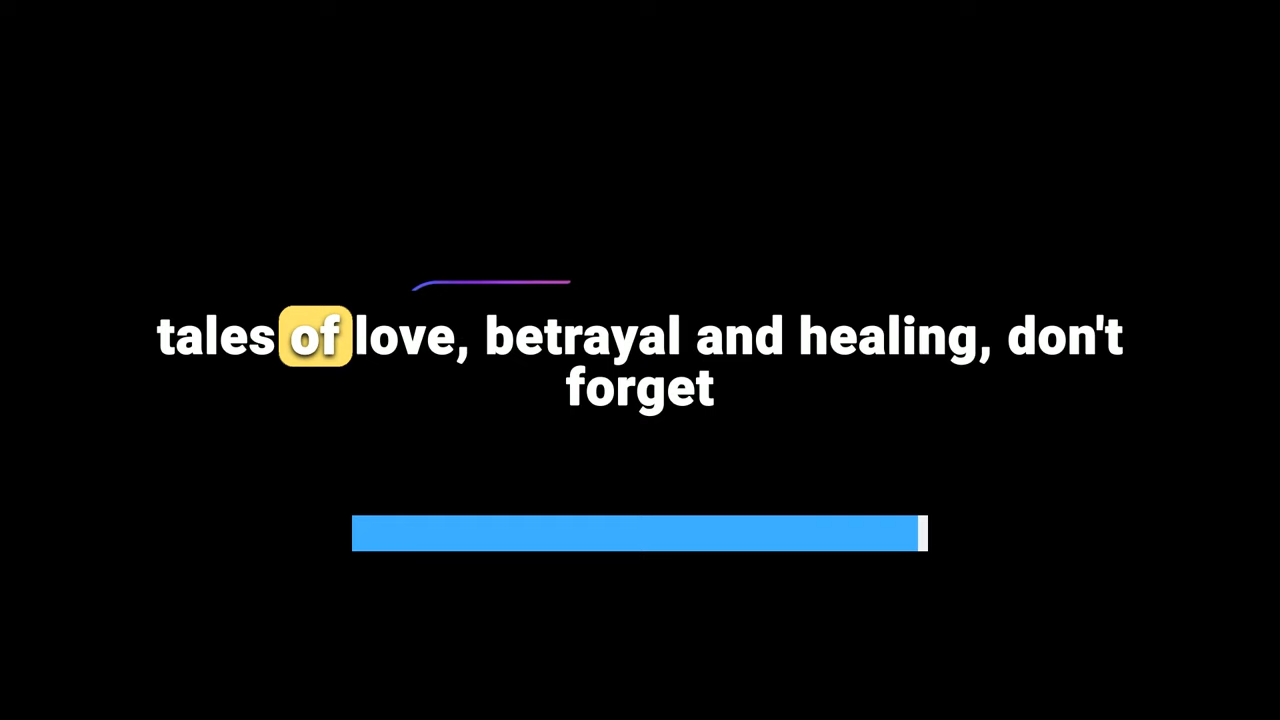 tales of love, betrayal and healing, don't
forget